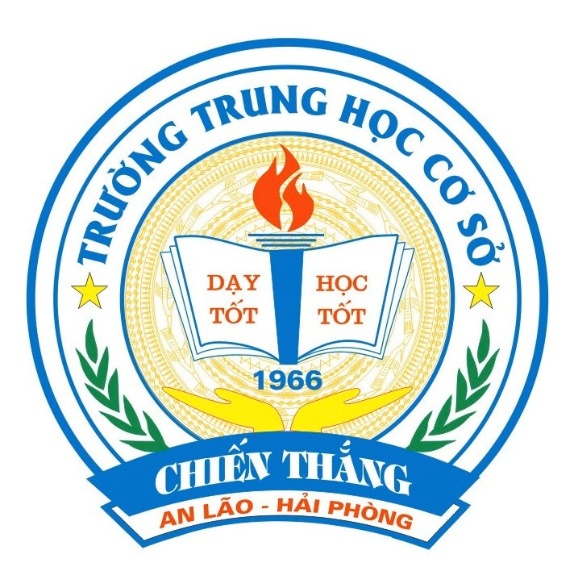 TRƯỜNG TRUNG HỌC CƠ SỞ
DẠY TỐT
HỌC TỐT
1966
CHIẾN THẮNG
AN LÃO - HẢI PHÒNG